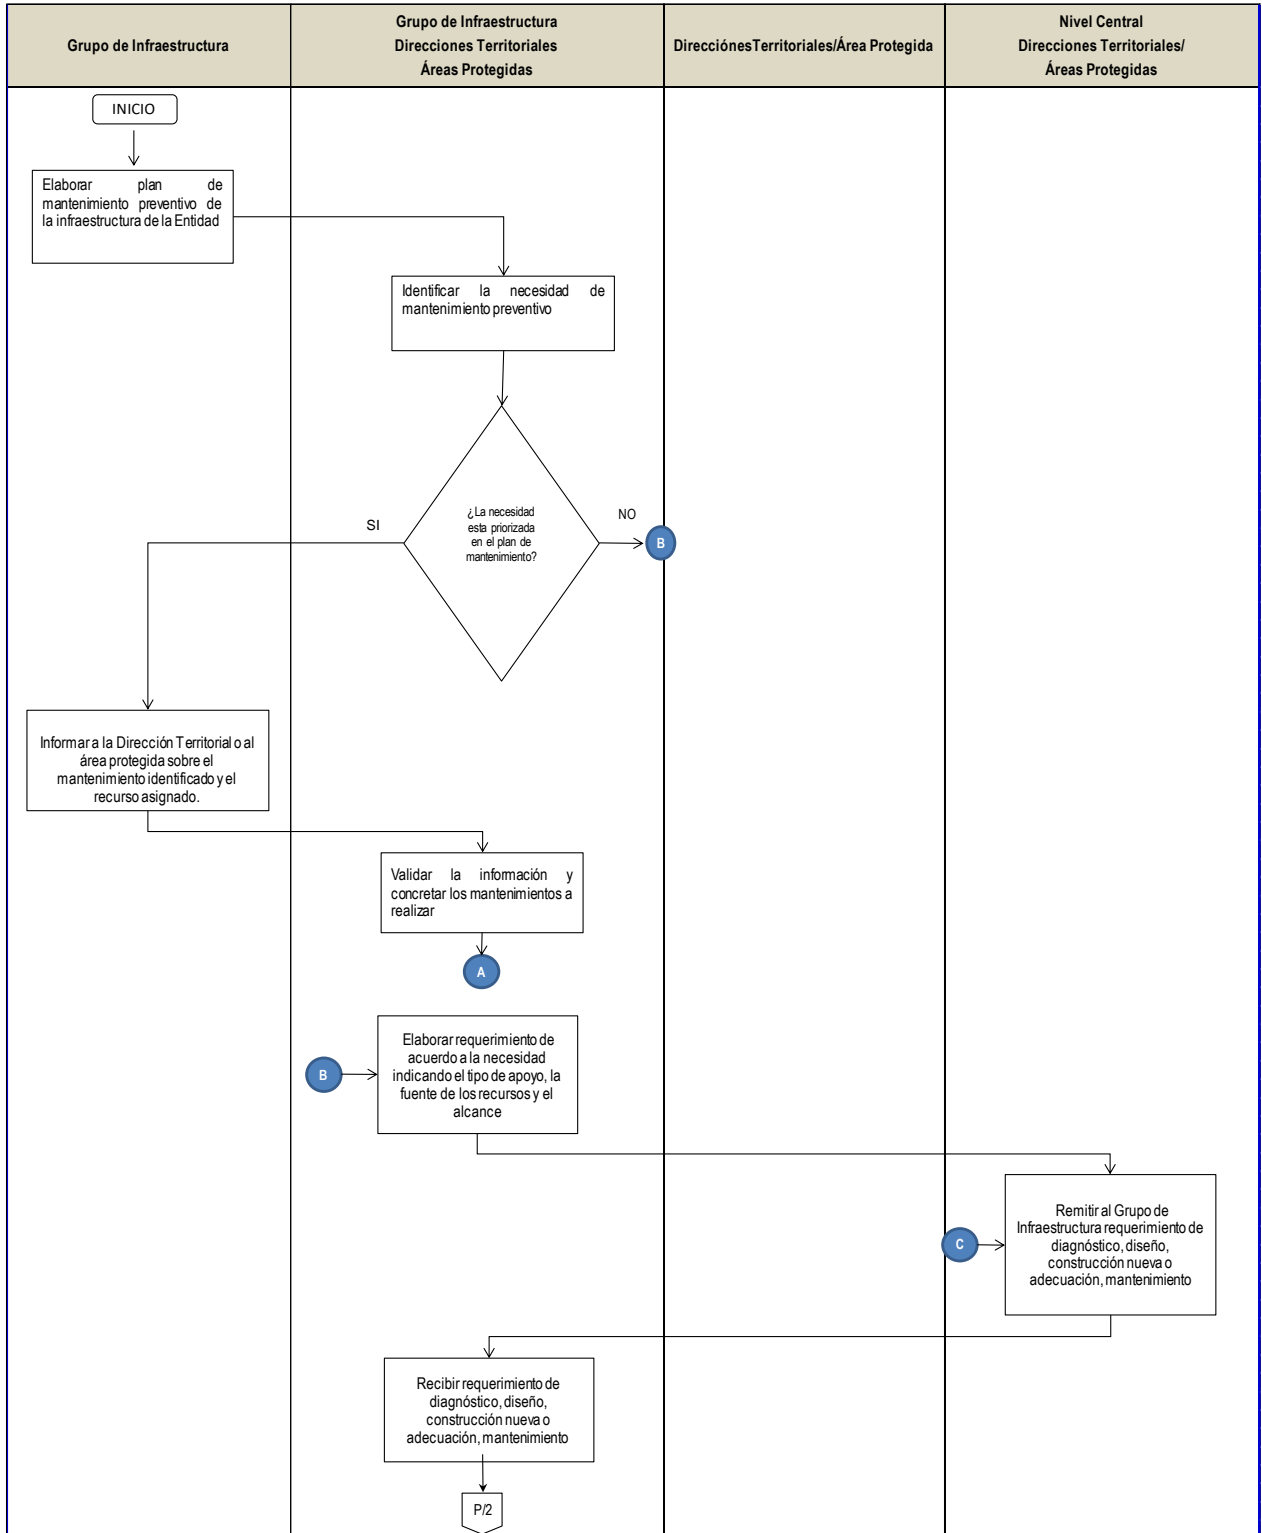 Grupo de Infraestructura
Grupo de Infraestructura
Direcciones Territoriales
Áreas Protegidas
DirecciónesTerritoriales/Área Protegida
Nivel Central
Direcciones Territoriales/
Áreas Protegidas
INICIO
Elaborar plan de
mantenimiento preventivo de
la infraestructura de la Entidad
Identificar la necesidad de
mantenimiento preventivo
¿La necesidad
esta priorizada
en el plan de
mantenimiento?
SI
NO
B
Informar a la Dirección Territorial o al
área protegida sobre el
mantenimiento identificado y el
recurso asignado.
Validar la información y
concretar los mantenimientos a
realizar
A
B
Elaborar requerimiento de
acuerdo a la necesidad
indicando el tipo de apoyo, la
fuente de los recursos y el
alcance
C
Remitir al Grupo de
Infraestructura requerimiento de
diagnóstico, diseño,
construcción nueva o
adecuación, mantenimiento
Recibir requerimiento de
diagnóstico, diseño,
construcción nueva o
adecuación, mantenimiento
P/2